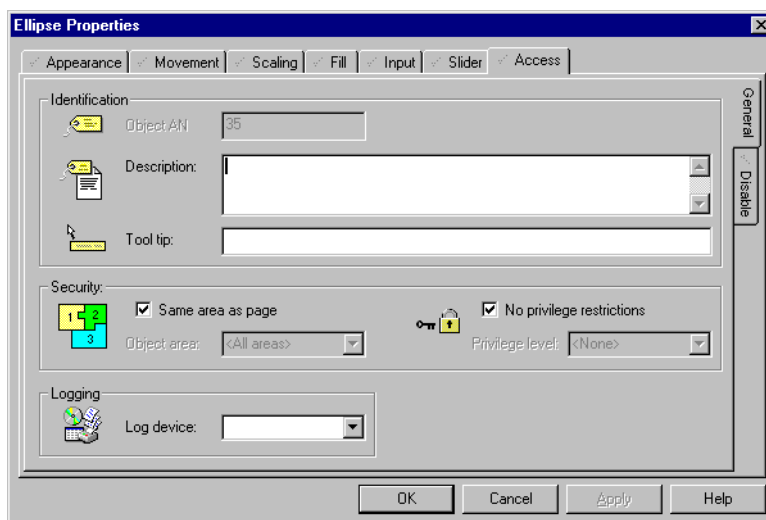 Ellipse Properties
Appearance Movement Scaling Fill Input Slider Access
General
Disable
Identification
Object AN 35
Description:
Tool tip:
Security:
1 2 3
Same area as page
No privilege restrictions
Object area: <All areas>
Privilege level: <None>
Logging
Log device:
OK Cancel Apply Help